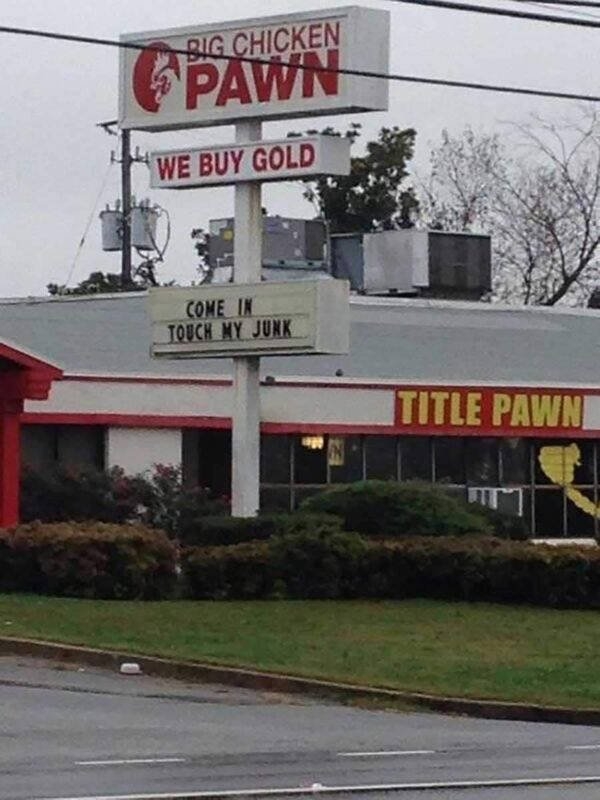 BIG CHICKEN
PAWN
WE BUY GOLD
COME IN
TOUCH MY JUNK
TITLE PAWN